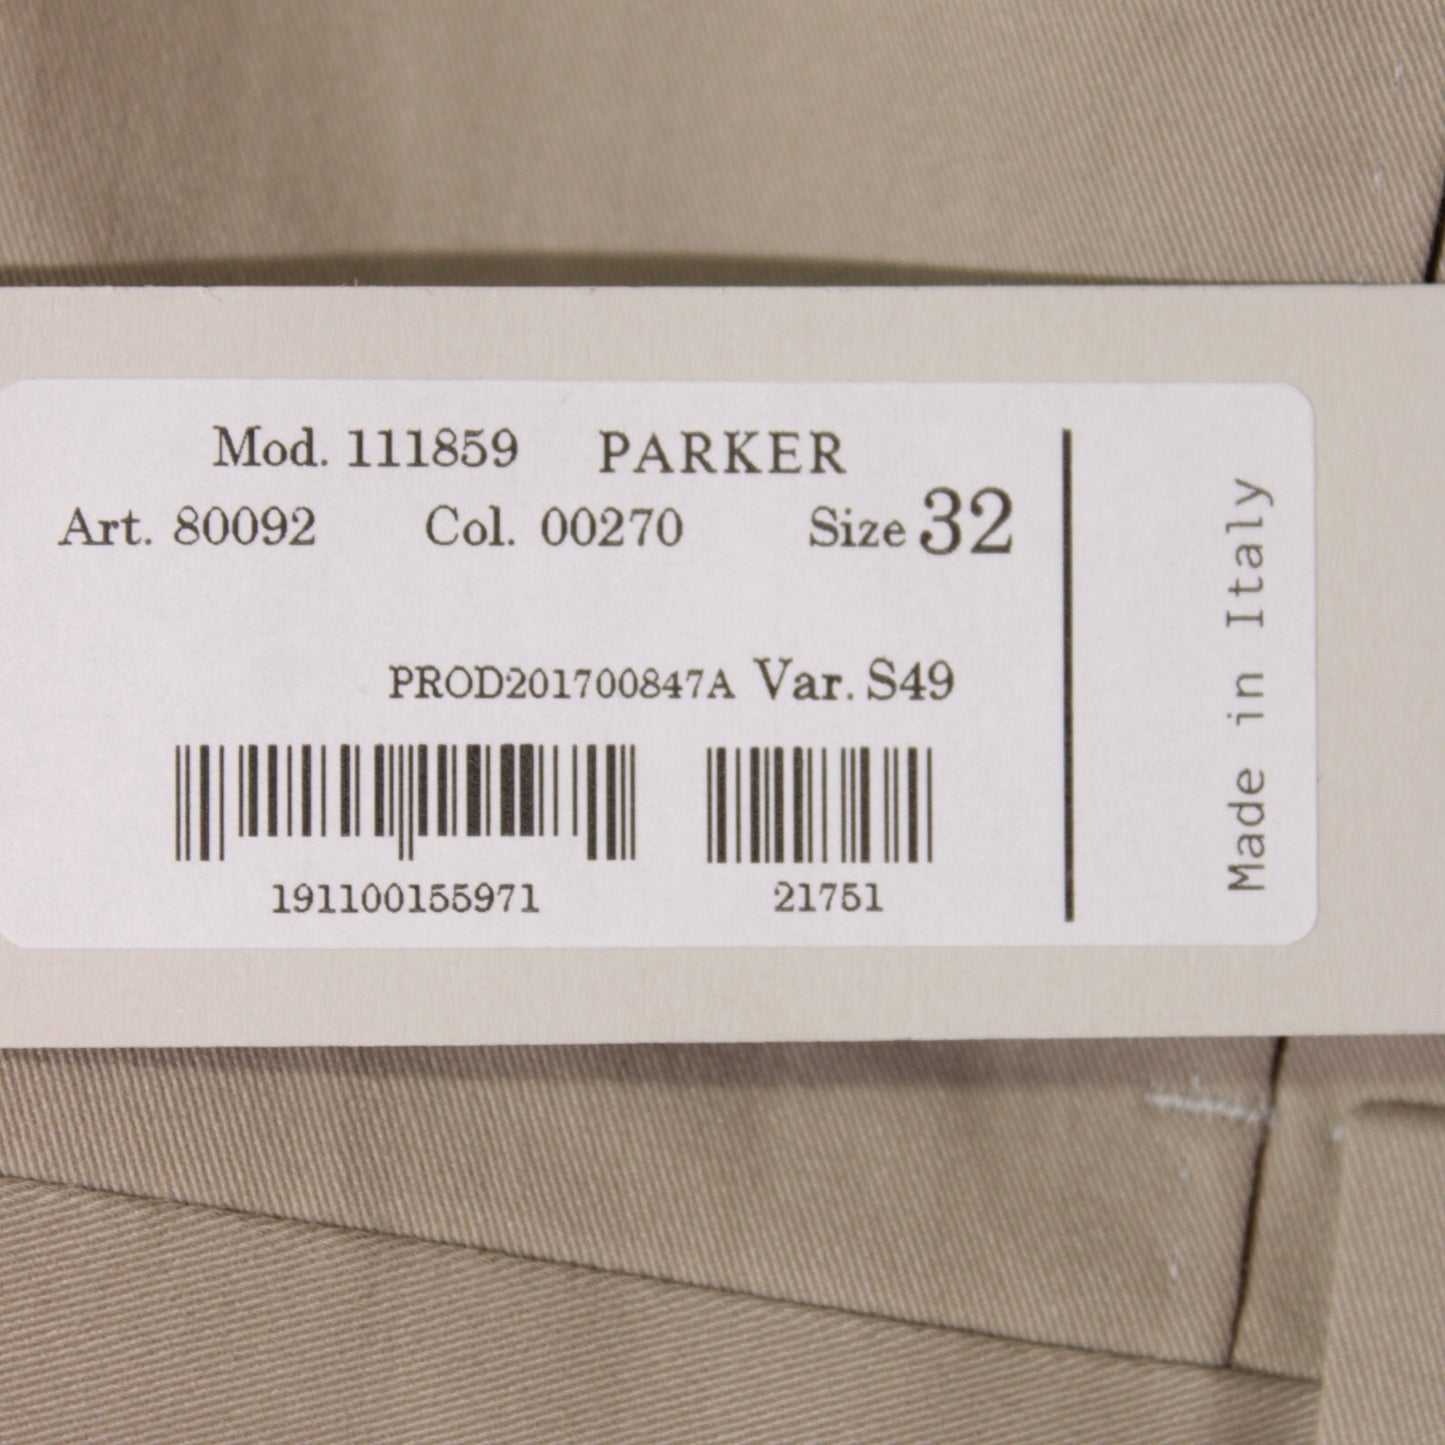 Mod. 111859 PARKER
Art. 80092 Col. 00270 Size 32
PROD201700847A Var. S49
191100155971 21751
Made in Italy